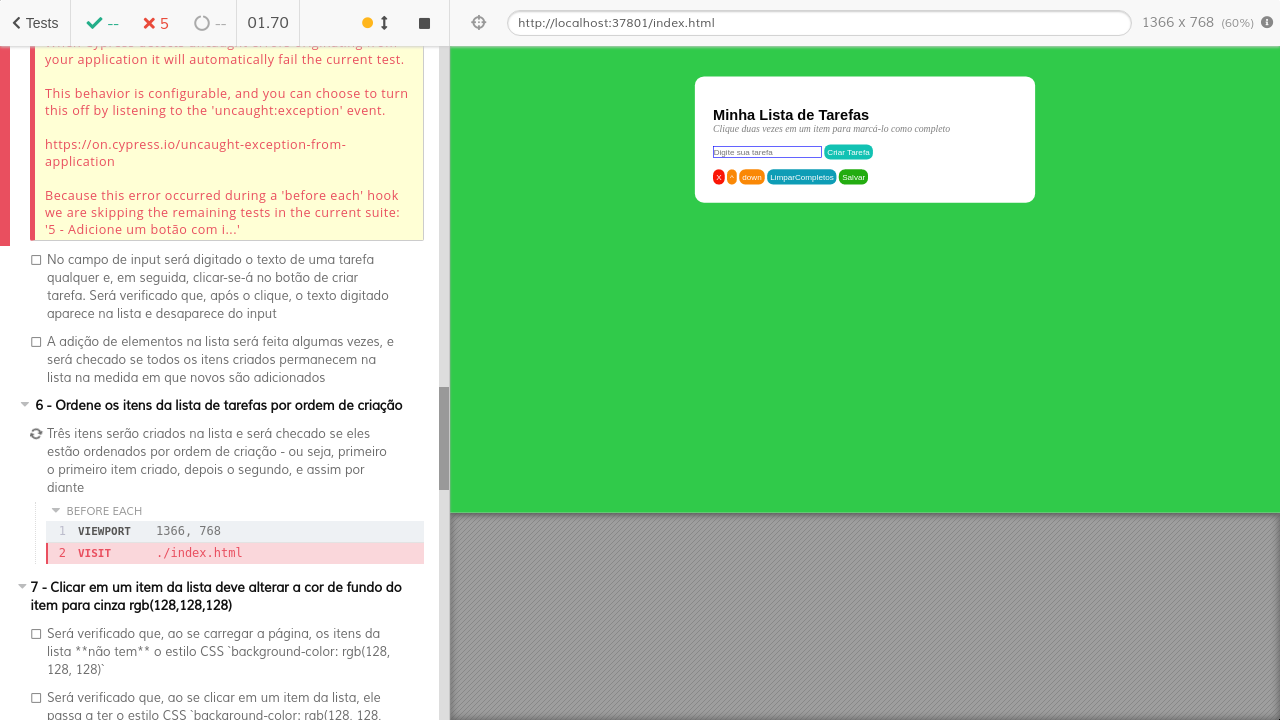 Tests
--
5
--
01.70
http://localhost:37801/index.html
1366 x 768 (60%)
When Cypress detects uncaught errors originating from
your application it will automatically fail the current test.
This behavior is configurable, and you can choose to turn
this off by listening to the 'uncaught:exception' event.
https://on.cypress.io/uncaught-exception-from-
application
Because this error occurred during a 'before each' hook
we are skipping the remaining tests in the current suite:
'5 - Adicione um botão com i...'
No campo de input será digitado o texto de uma tarefa
qualquer e, em seguida, clicar-se-á no botão de criar
tarefa. Será verificado que, após o clique, o texto digitado
aparece na lista e desaparece do input
A adição de elementos na lista será feita algumas vezes, e
será checado se todos os itens criados permanecem na
lista na medida em que novos são adicionados
6 - Ordene os itens da lista de tarefas por ordem de criação
Três itens serão criados na lista e será checado se eles
estão ordenados por ordem de criação - ou seja, primeiro
o primeiro item criado, depois o segundo, e assim por
diante
BEFORE EACH
1 VIEWPORT 1366, 768
2 VISIT ./index.html
7 - Clicar em um item da lista deve alterar a cor de fundo do
item para cinza rgb(128,128,128)
Será verificado que, ao se carregar a página, os itens da
lista **não tem** o estilo CSS `background-color: rgb(128,
128, 128)`
Será verificado que, ao se clicar em um item da lista, ele
passa a ter o estilo CSS `background-color: rgb(128, 128,
Minha Lista de Tarefas
Clique duas vezes em um item para marcá-lo como completo
Digite sua tarefa
Criar Tarefa
X
^
down
LimparCompletos
Salvar